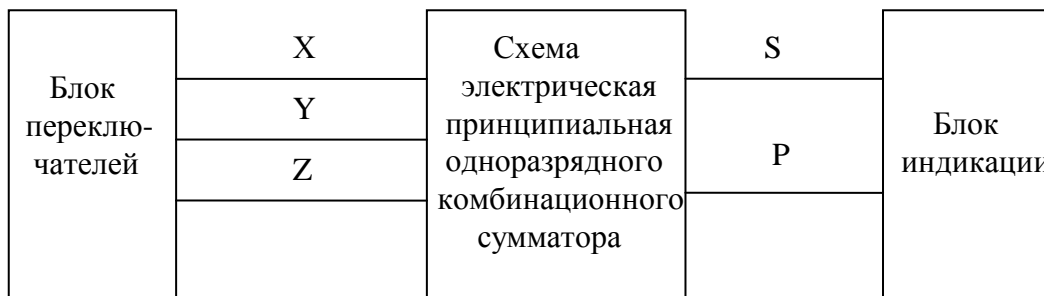 Блок
переклю-
чателей
X
Y
Z
Схема
электрическая
принципиальная
одноразрядного
комбинационного
сумматора
S
P
Блок
индикации